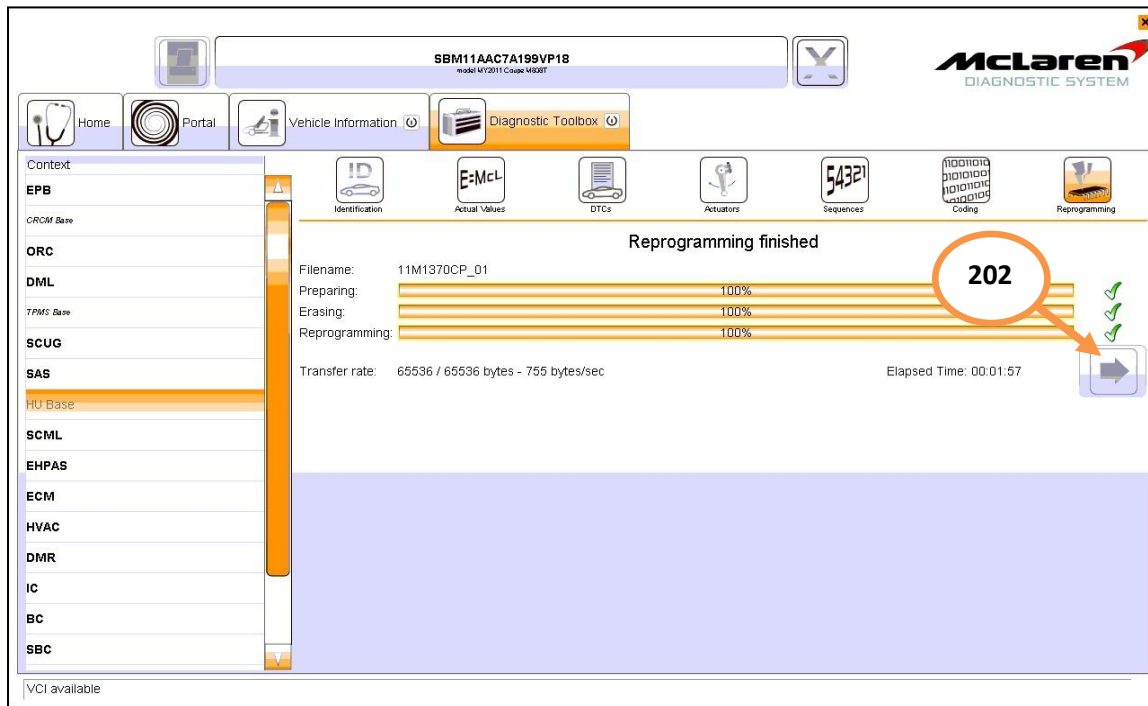 SBM11AAC7A199VP18
model MY2011 Coupe M838T
McLaren
DIAGNOSTIC SYSTEM
Home
Portal
Vehicle Information
Diagnostic Toolbox
Context
EPB
CRCM Base
ORC
DML
TPMS Base
SCUG
SAS
HU Base
SCML
EHPAS
ECM
HVAC
DMR
IC
BC
SBC
ID
Identification
E=McL
Actual Values
DTCs
Actuators
54321
Sequences
Coding
Reprogramming
Reprogramming finished
202
Filename: 11M1370CP_01
Preparing: 100%
Erasing: 100%
Reprogramming: 100%
Transfer rate: 65536 / 65536 bytes - 755 bytes/sec Elapsed Time: 00:01:57
VCI available